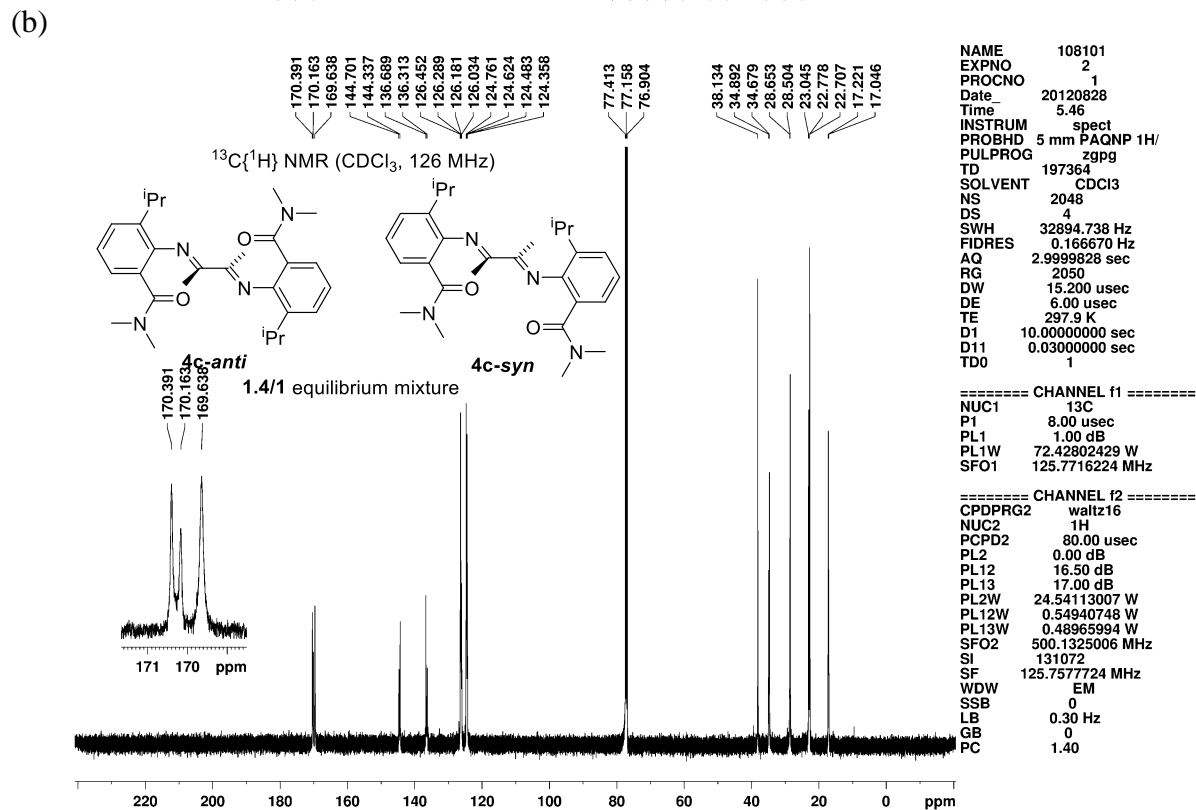 (b)
170.391
170.163
169.638
144.701
144.337
136.689
136.313
126.452
126.289
126.181
126.034
124.761
124.624
124.483
124.358
77.413
77.158
76.904
38.134
34.892
34.679
28.653
28.504
23.045
22.778
22.707
17.221
17.046
¹³C{¹H} NMR (CDCl₃, 126 MHz)
ⁱPr
N
O
N
N
O
N
ⁱPr
4c-anti
ⁱPr
N
O
N
ⁱPr
N
O
N
4c-syn
1.4/1 equilibrium mixture
170.391
170.163
169.638
171 170 ppm
220 200 180 160 140 120 100 80 60 40 20 0 ppm
NAME 108101
EXPNO 2
PROCNO 1
Date_ 20120828
Time 5.46
INSTRUM spect
PROBHD 5 mm PAQNP 1H/
PULPROG zgpg
TD 197364
SOLVENT CDCl3
NS 2048
DS 4
SWH 32894.738 Hz
FIDRES 0.166670 Hz
AQ 2.9999828 sec
RG 2050
DW 15.200 usec
DE 6.00 usec
TE 297.9 K
D1 10.00000000 sec
D11 0.03000000 sec
TD0 1
======== CHANNEL f1 ========
NUC1 13C
P1 8.00 usec
PL1 1.00 dB
PL1W 72.42802429 W
SFO1 125.7716224 MHz
======== CHANNEL f2 ========
CPDPRG2 waltz16
NUC2 1H
PCPD2 80.00 usec
PL2 0.00 dB
PL12 16.50 dB
PL13 17.00 dB
PL2W 24.54113007 W
PL12W 0.54940748 W
PL13W 0.48965994 W
SFO2 500.1325006 MHz
SI 131072
SF 125.7577724 MHz
WDW EM
SSB 0
LB 0.30 Hz
GB 0
PC 1.40